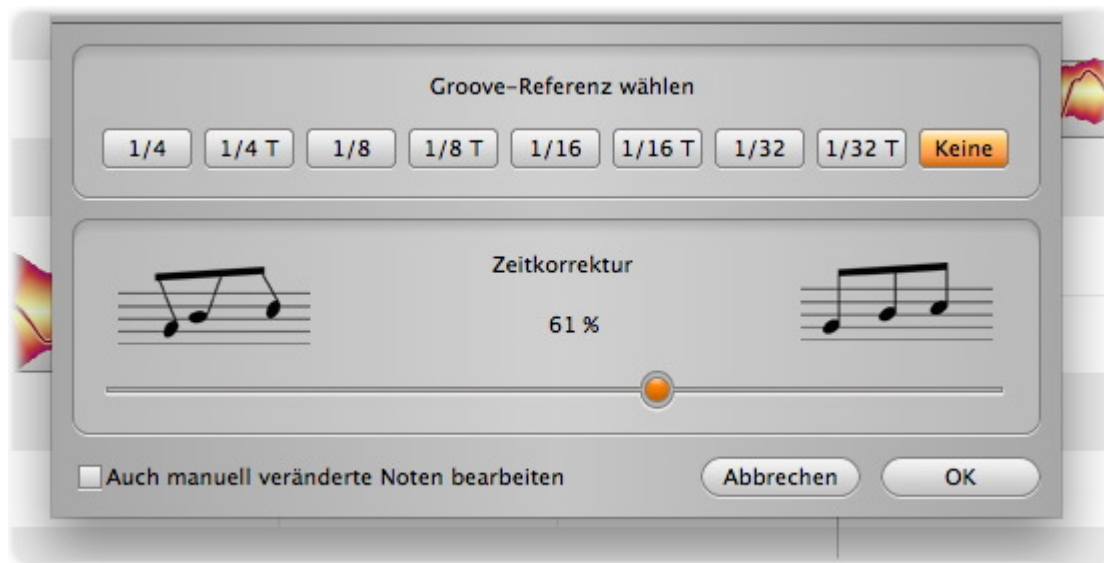 Groove-Referenz wählen
1/4 1/4 T 1/8 1/8 T 1/16 1/16 T 1/32 1/32 T Keine
Zeitkorrektur
61 %
Auch manuell veränderte Noten bearbeiten Abbrechen OK